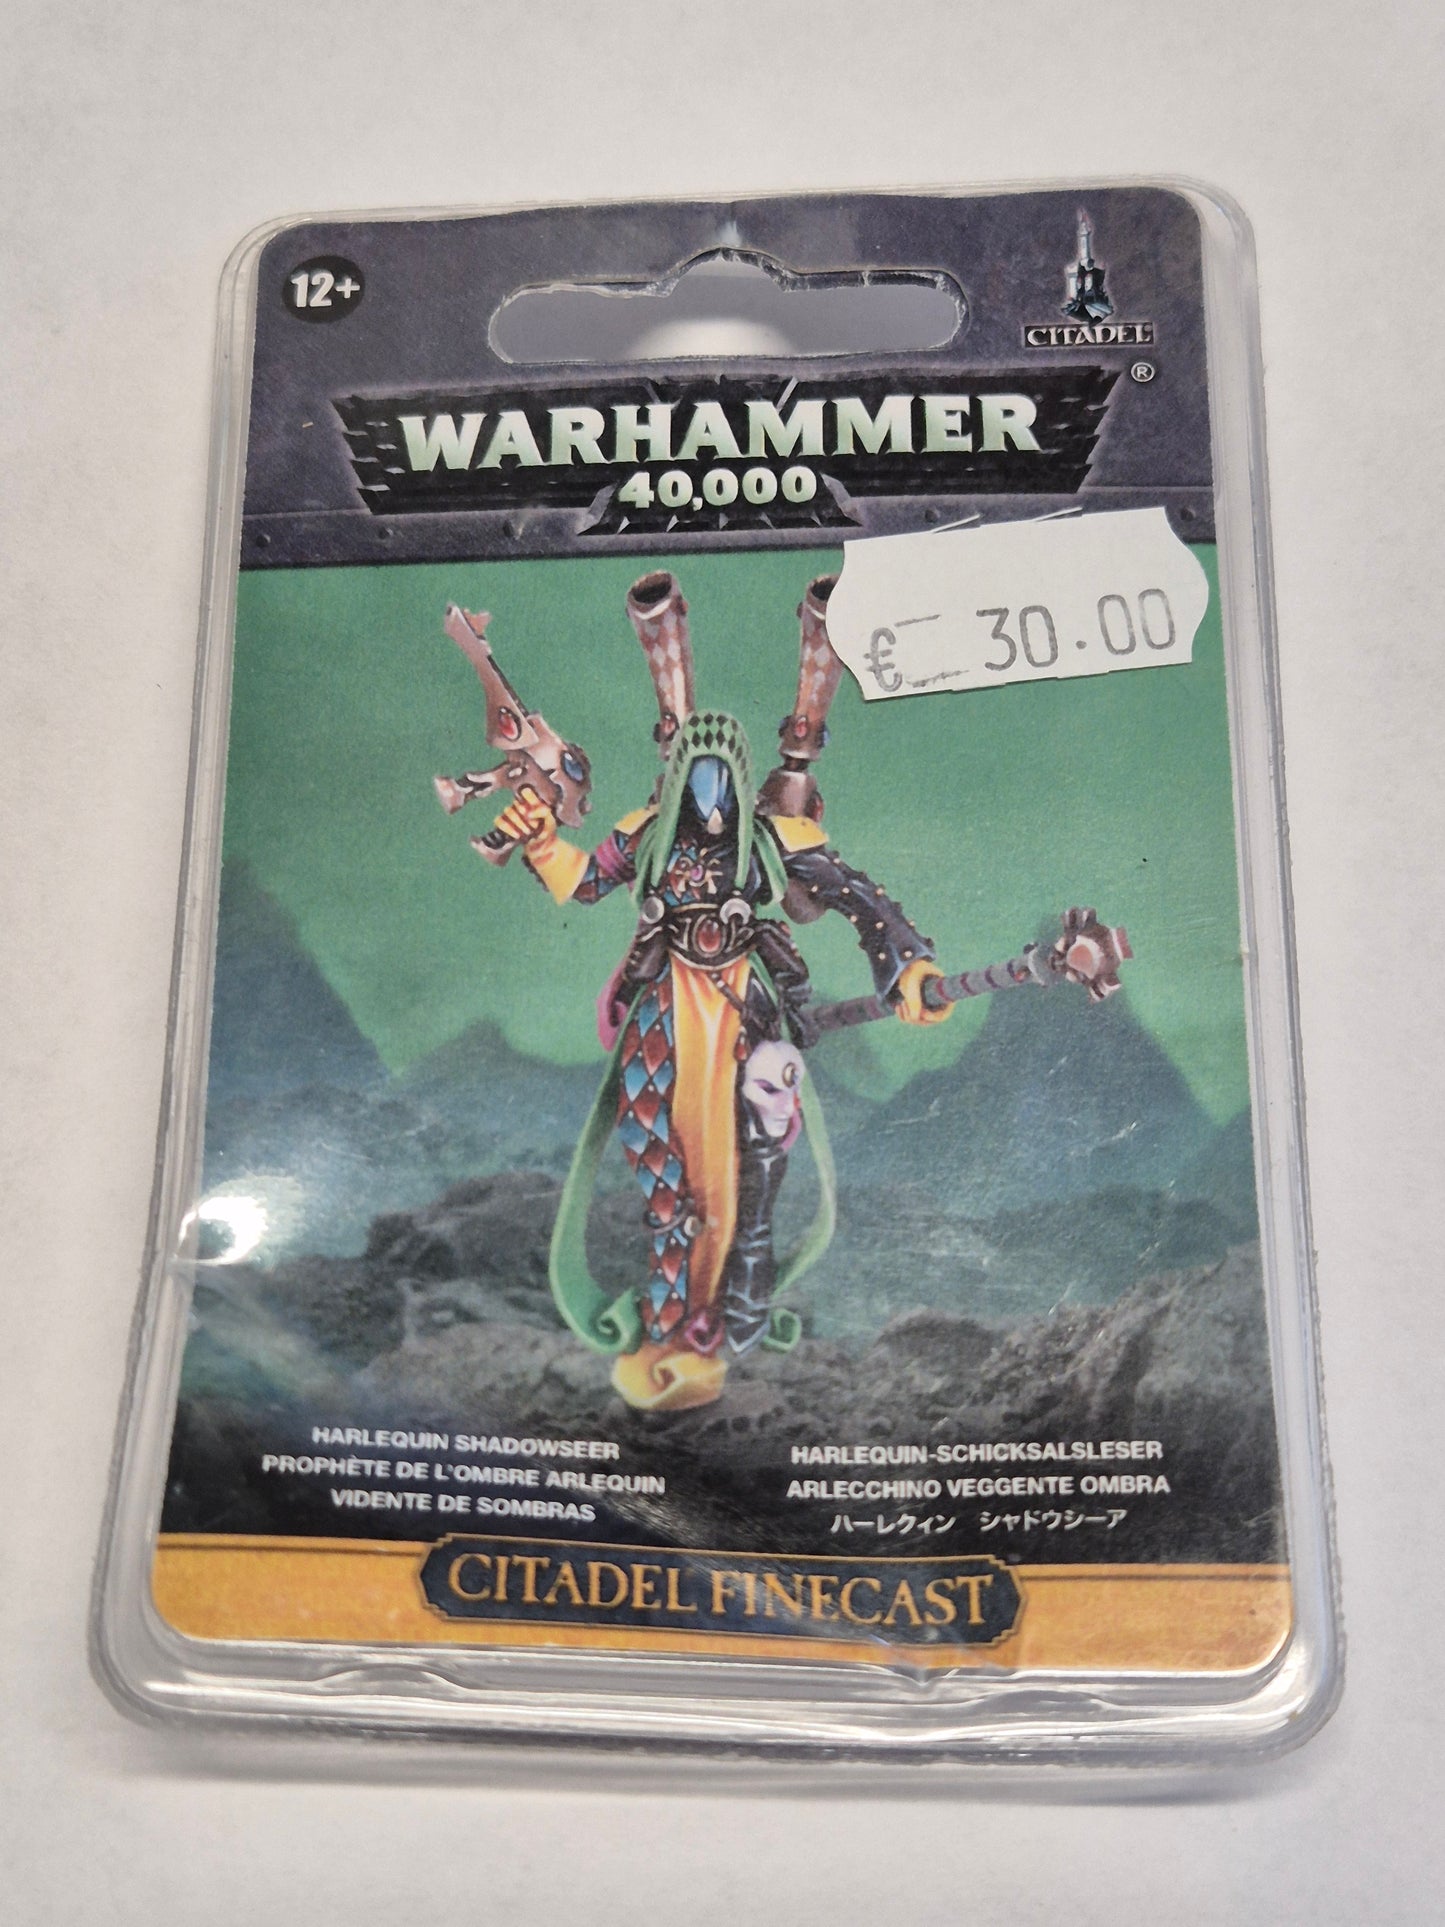 12+
CITADEL
®
WARHAMMER
40,000
€ 30.00
HARLEQUIN SHADOWSEER
PROPHÈTE DE L'OMBRE ARLEQUIN
VIDENTE DE SOMBRAS
HARLEQUIN-SCHICKSALSLESER
ARLECCHINO VEGGENTE OMBRA
ハーレクィン シャドウシーア
CITADEL FINECAST